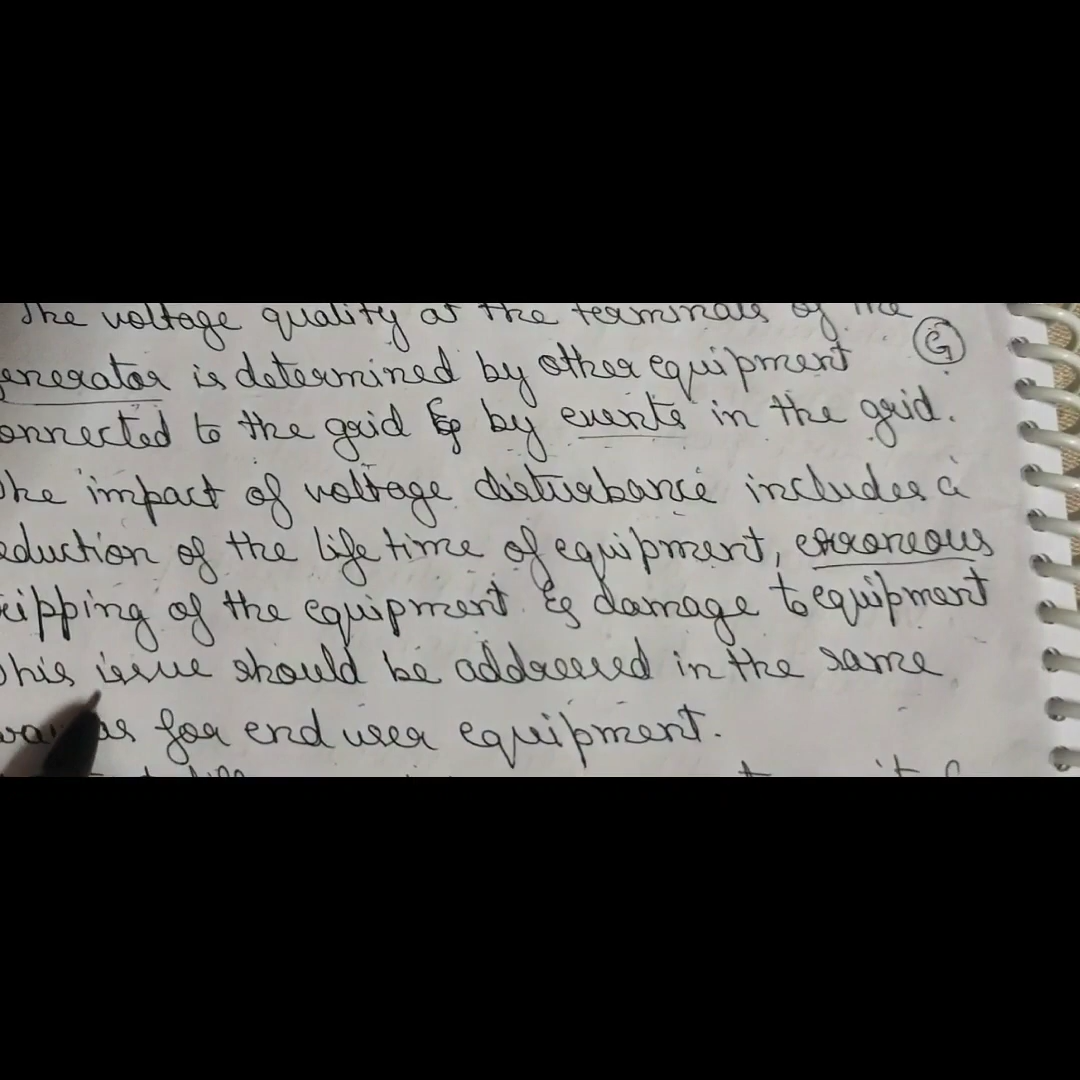 The voltage quality at the terminals of the
enerator is determined by other equipment G
onnected to the grid & by events in the grid.
The impact of voltage disturbance includes a
eduction of the life time of equipment, erroneous
ripping of the equipment & damage to equipment
This issue should be addressed in the same
as for end user equipment.